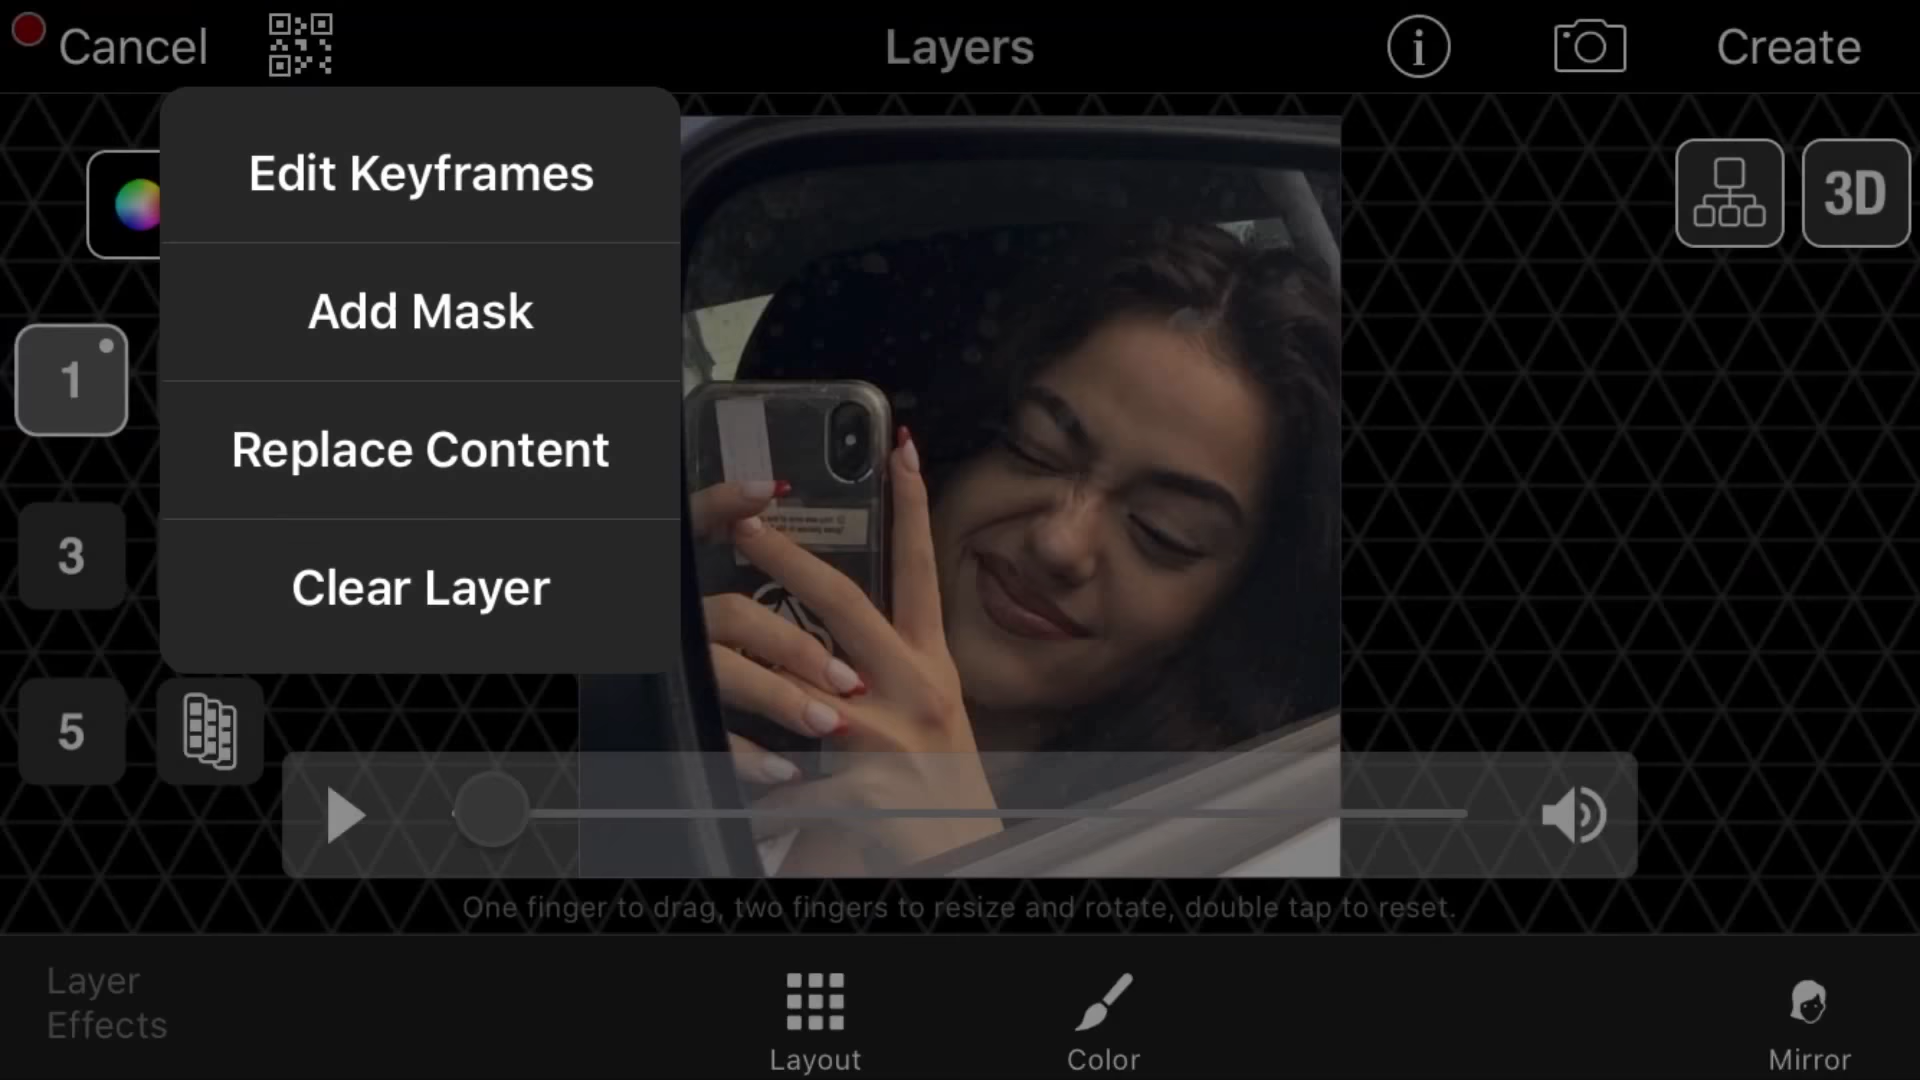 Cancel
Layers
Create
Edit Keyframes
Add Mask
Replace Content
Clear Layer
3D
1
3
5
One finger to drag, two fingers to resize and rotate, double tap to reset.
Layer
Effects
Layout
Color
Mirror